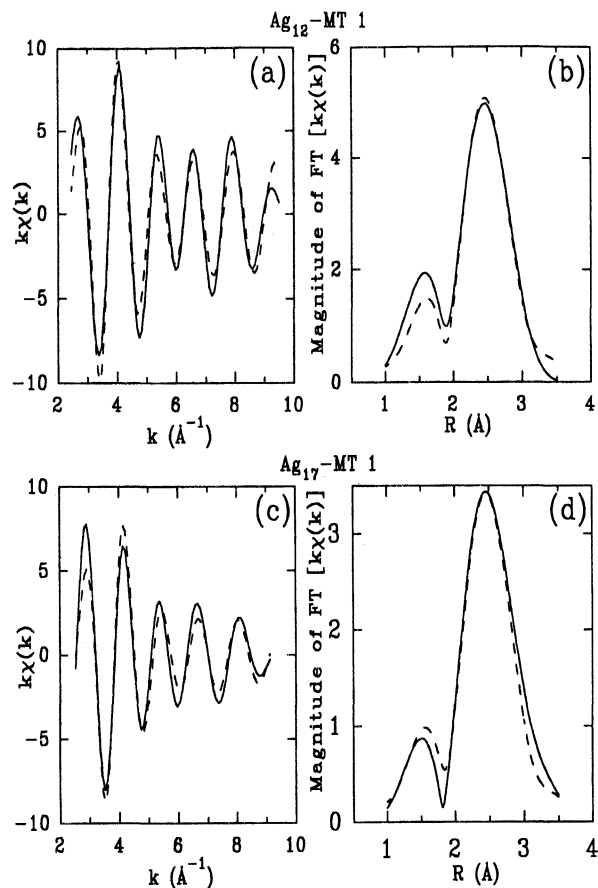 Ag₁₂-MT 1
(a)
10
5
0
−5
−10
kχ(k)
2 4 6 8 10
k (Å⁻¹)
(b)
6
4
2
0
Magnitude of FT [kχ(k)]
0 1 2 3 4
R (Å)
Ag₁₇-MT 1
(c)
10
5
0
−5
−10
kχ(k)
2 4 6 8 10
k (Å⁻¹)
(d)
3
2
1
0
Magnitude of FT [kχ(k)]
0 1 2 3 4
R (Å)